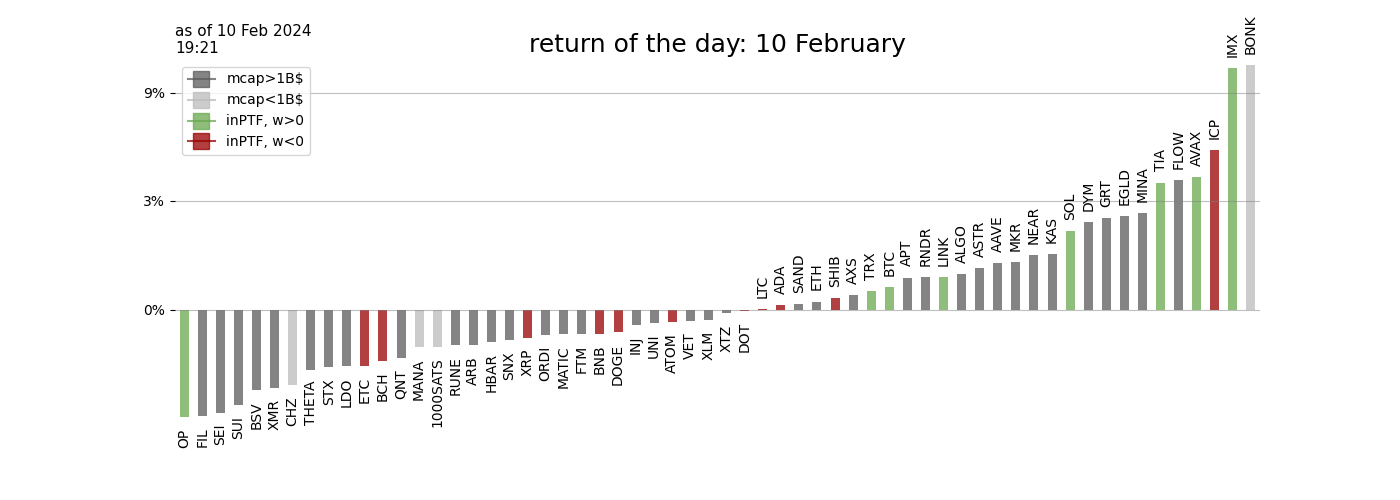 as of 10 Feb 2024
19:21
return of the day: 10 February
mcap>1B$
mcap<1B$
inPTF, w>0
inPTF, w<0
9%
3%
0%
OP
FIL
SEI
SUI
BSV
XMR
CHZ
THETA
STX
LDO
ETC
BCH
QNT
MANA
1000SATS
RUNE
ARB
HBAR
SNX
XRP
ORDI
MATIC
FTM
BNB
DOGE
INJ
UNI
ATOM
VET
XLM
XTZ
DOT
LTC
ADA
SAND
ETH
SHIB
AXS
TRX
BTC
APT
RNDR
LINK
ALGO
ASTR
AAVE
MKR
NEAR
KAS
SOL
DYM
GRT
EGLD
MINA
TIA
FLOW
AVAX
ICP
IMX
BONK